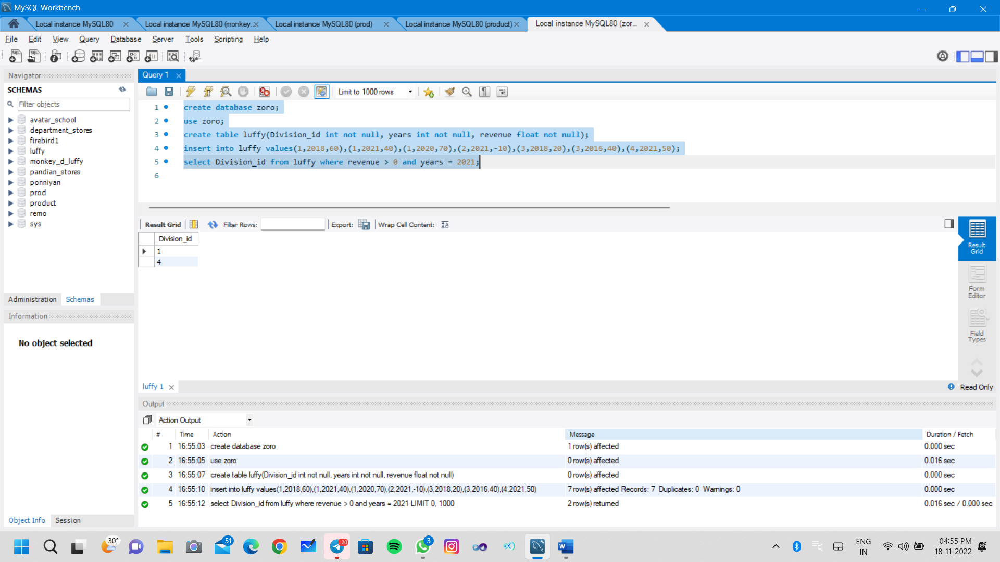 MySQL Workbench
Local instance MySQL80
Local instance MySQL80 (monkey.
Local instance MySQL80 (prod)
Local instance MySQL80 (product)
Local instance MySQL80 (zor...
File Edit View Query Database Server Tools Scripting Help
Navigator
SCHEMAS
Filter objects
avatar_school
department_stores
firebird1
luffy
monkey_d_luffy
pandian_stores
ponniyan
prod
product
remo
sys
Administration Schemas
Information
No object selected
Object Info Session
Query 1
Limit to 1000 rows
1 create database zoro;
2 use zoro;
3 create table luffy(Division_id int not null, years int not null, revenue float not null);
4 insert into luffy values(1,2018,60),(1,2021,40),(1,2020,70),(2,2021,-10),(3,2018,20),(3,2016,40),(4,2021,50);
5 select Division_id from luffy where revenue > 0 and years = 2021;
6
Result Grid Filter Rows: Export: Wrap Cell Content:
Division_id
1
4
Result Grid
Form Editor
Field Types
luffy 1
Read Only
Output
Action Output
# Time Action Message Duration / Fetch
1 16:55:03 create database zoro 1 row(s) affected 0.000 sec
2 16:55:05 use zoro 0 row(s) affected 0.016 sec
3 16:55:07 create table luffy(Division_id int not null, years int not null, revenue float not null) 0 row(s) affected 0.000 sec
4 16:55:10 insert into luffy values(1,2018,60),(1,2021,40),(1,2020,70),(2,2021,-10),(3,2018,20),(3,2016,40),(4,2021,50) 7 row(s) affected Records: 7 Duplicates: 0 Warnings: 0 0.000 sec
5 16:55:12 select Division_id from luffy where revenue > 0 and years = 2021 LIMIT 0, 1000 2 row(s) returned 0.016 sec / 0.000 sec
30°
51
..20
3
ENG
IN
04:55 PM
18-11-2022